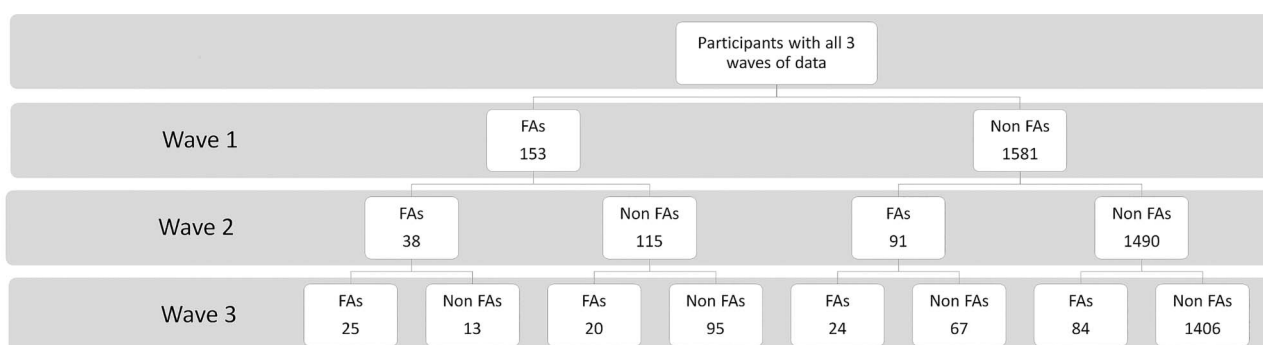 Participants with all 3
waves of data
Wave 1
FAs
153
Non FAs
1581
Wave 2
FAs
38
Non FAs
115
FAs
91
Non FAs
1490
Wave 3
FAs
25
Non FAs
13
FAs
20
Non FAs
95
FAs
24
Non FAs
67
FAs
84
Non FAs
1406